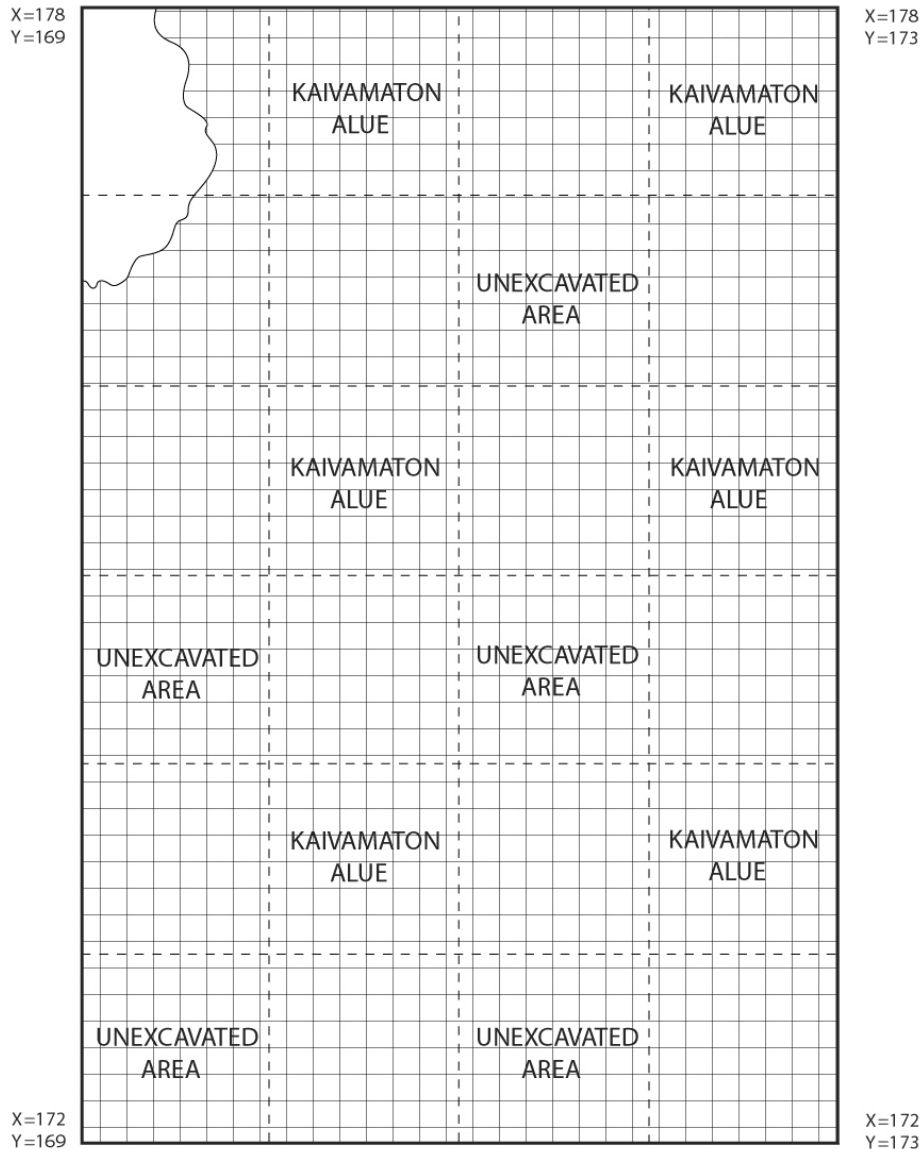 X=178
Y=169
X=178
Y=173
KAIVAMATON
ALUE
KAIVAMATON
ALUE
UNEXCAVATED
AREA
KAIVAMATON
ALUE
KAIVAMATON
ALUE
UNEXCAVATED
AREA
UNEXCAVATED
AREA
KAIVAMATON
ALUE
KAIVAMATON
ALUE
UNEXCAVATED
AREA
UNEXCAVATED
AREA
X=172
Y=169
X=172
Y=173